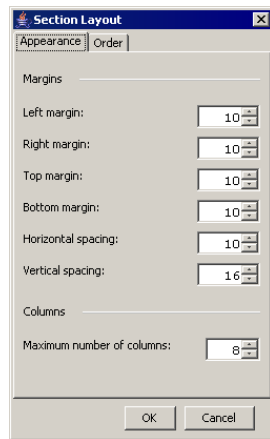 Section Layout
Appearance Order
Margins
Left margin: 10
Right margin: 10
Top margin: 10
Bottom margin: 10
Horizontal spacing: 10
Vertical spacing: 16
Columns
Maximum number of columns: 8
OK Cancel